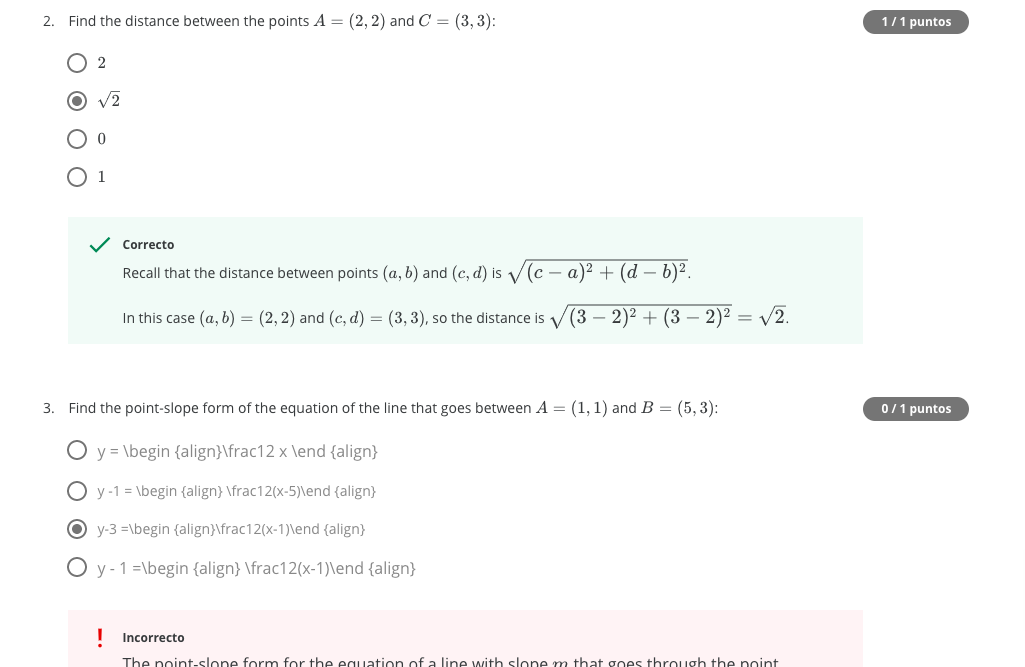 2. Find the distance between the points A = (2, 2) and C = (3, 3): 1 / 1 puntos
2
√2
0
1
Correcto
Recall that the distance between points (a, b) and (c, d) is √((c − a)² + (d − b)²).
In this case (a, b) = (2, 2) and (c, d) = (3, 3), so the distance is √((3 − 2)² + (3 − 2)²) = √2.
3. Find the point-slope form of the equation of the line that goes between A = (1, 1) and B = (5, 3): 0 / 1 puntos
y = \begin {align}\frac12 x \end {align}
y -1 = \begin {align} \frac12(x-5)\end {align}
y-3 =\begin {align}\frac12(x-1)\end {align}
y - 1 =\begin {align} \frac12(x-1)\end {align}
! Incorrecto
The point-slope form for the equation of a line with slope m that goes through the point